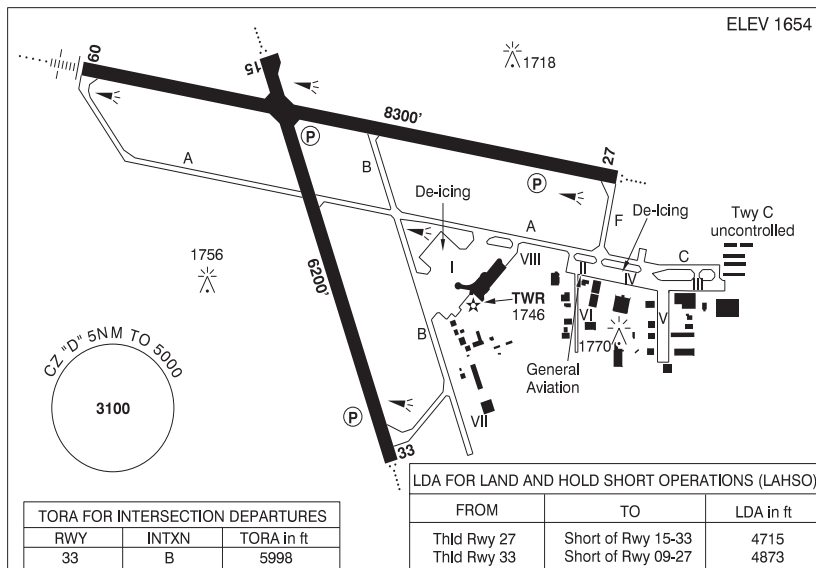 ELEV 1654
09
15
1718
8300'
27
P
P
B
A
De-icing
A
F
De-Icing
Twy C
uncontrolled
C
1756
6200'
I
VIII
II
IV
III
TWR
1746
VI
V
1770
B
General
Aviation
CZ "D" 5NM TO 5000
3100
P
VII
33
TORA FOR INTERSECTION DEPARTURES
RWY INTXN TORA in ft
33 B 5998
LDA FOR LAND AND HOLD SHORT OPERATIONS (LAHSO)
FROM TO LDA in ft
Thld Rwy 27 Short of Rwy 15-33 4715
Thld Rwy 33 Short of Rwy 09-27 4873